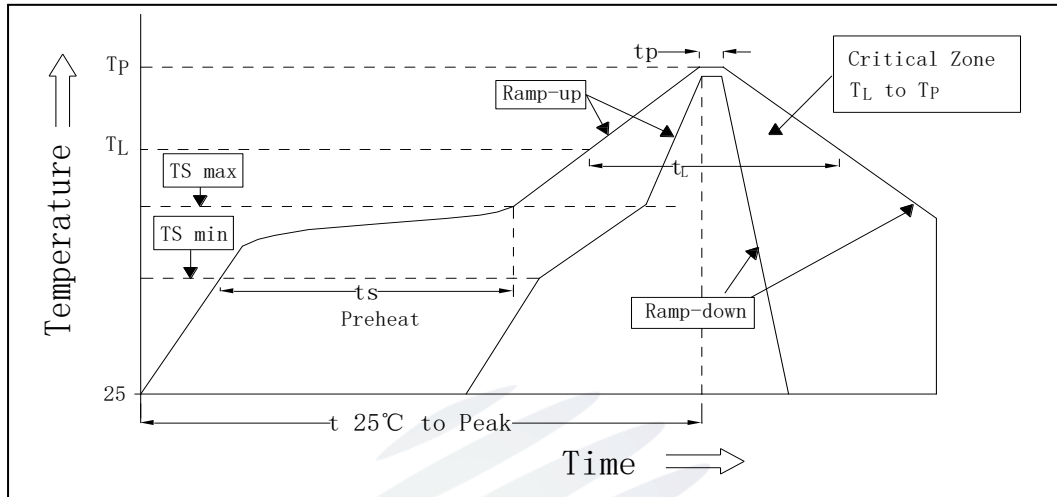 tp
TP
Critical Zone
TL to TP
Ramp-up
TL
tL
TS max
TS min
ts
Preheat
Ramp-down
25
t 25℃ to Peak
Time
Temperature